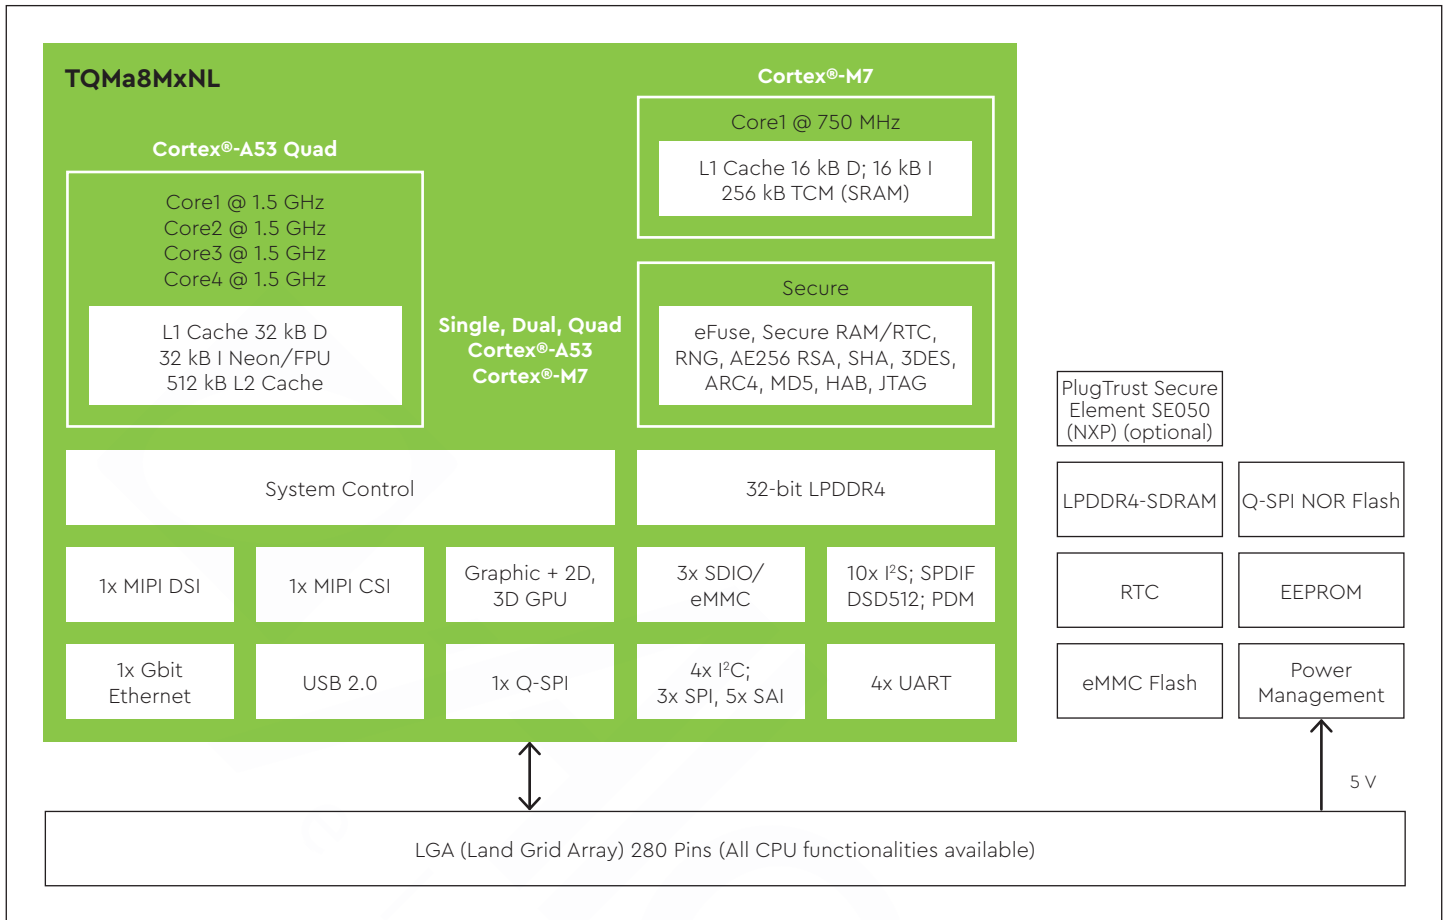 TQMa8MxNL
Cortex®-M7
Core1 @ 750 MHz
L1 Cache 16 kB D; 16 kB I
256 kB TCM (SRAM)
Cortex®-A53 Quad
Core1 @ 1.5 GHz
Core2 @ 1.5 GHz
Core3 @ 1.5 GHz
Core4 @ 1.5 GHz
L1 Cache 32 kB D
32 kB I Neon/FPU
512 kB L2 Cache
Single, Dual, Quad
Cortex®-A53
Cortex®-M7
Secure
eFuse, Secure RAM/RTC,
RNG, AE256 RSA, SHA, 3DES,
ARC4, MD5, HAB, JTAG
PlugTrust Secure
Element SE050
(NXP) (optional)
System Control
32-bit LPDDR4
LPDDR4-SDRAM
Q-SPI NOR Flash
1x MIPI DSI
1x MIPI CSI
Graphic + 2D,
3D GPU
3x SDIO/
eMMC
10x I²S; SPDIF
DSD512; PDM
RTC
EEPROM
1x Gbit
Ethernet
USB 2.0
1x Q-SPI
4x I²C;
3x SPI, 5x SAI
4x UART
eMMC Flash
Power
Management
5 V
LGA (Land Grid Array) 280 Pins (All CPU functionalities available)